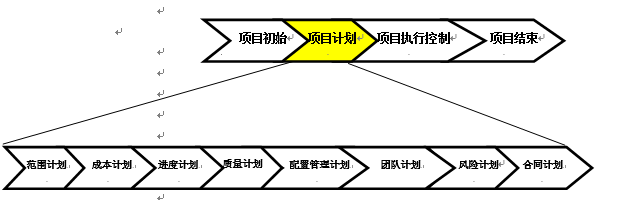 项目初始 项目计划 项目执行控制 项目结束
范围计划 成本计划 进度计划 质量计划 配置管理计划 团队计划 风险计划 合同计划